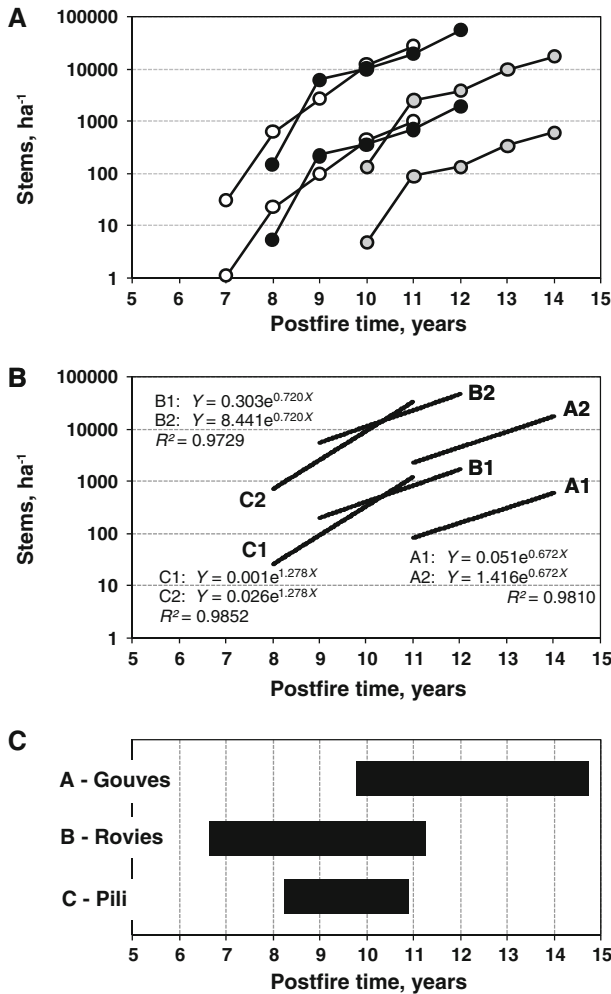 A
100000
10000
1000
100
10
1
Stems, ha⁻¹
5 6 7 8 9 10 11 12 13 14 15
Postfire time, years
B
100000
10000
1000
100
10
1
Stems, ha⁻¹
B1: Y = 0.303e^0.720X
B2: Y = 8.441e^0.720X
R² = 0.9729
B2
A2
C2
B1
A1
C1
A1: Y = 0.051e^0.672X
A2: Y = 1.416e^0.672X
R² = 0.9810
C1: Y = 0.001e^1.278X
C2: Y = 0.026e^1.278X
R² = 0.9852
5 6 7 8 9 10 11 12 13 14 15
Postfire time, years
C
A - Gouves
B - Rovies
C - Pili
5 6 7 8 9 10 11 12 13 14 15
Postfire time, years